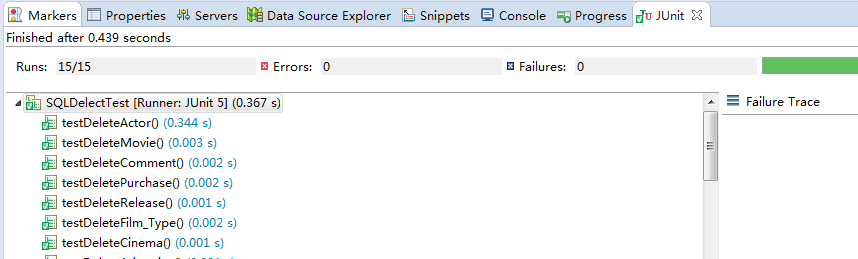 Markers Properties Servers Data Source Explorer Snippets Console Progress JUnit
Finished after 0.439 seconds
Runs: 15/15 Errors: 0 Failures: 0
SQLDelectTest [Runner: JUnit 5] (0.367 s)
Failure Trace
testDeleteActor() (0.344 s)
testDeleteMovie() (0.003 s)
testDeleteComment() (0.002 s)
testDeletePurchase() (0.002 s)
testDeleteRelease() (0.001 s)
testDeleteFilm_Type() (0.002 s)
testDeleteCinema() (0.001 s)